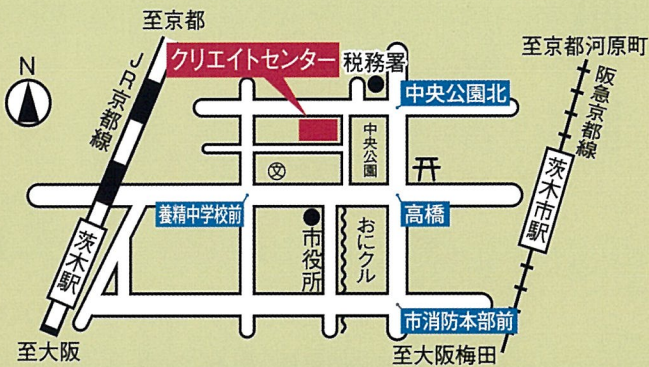 至京都
クリエイトセンター
税務署
至京都河原町
N
JR京都線
阪急京都線
中央公園北
中央公園
文
茨木市駅
養精中学校前
高橋
茨木駅
市役所
おにクル
市消防本部前
至大阪
至大阪梅田